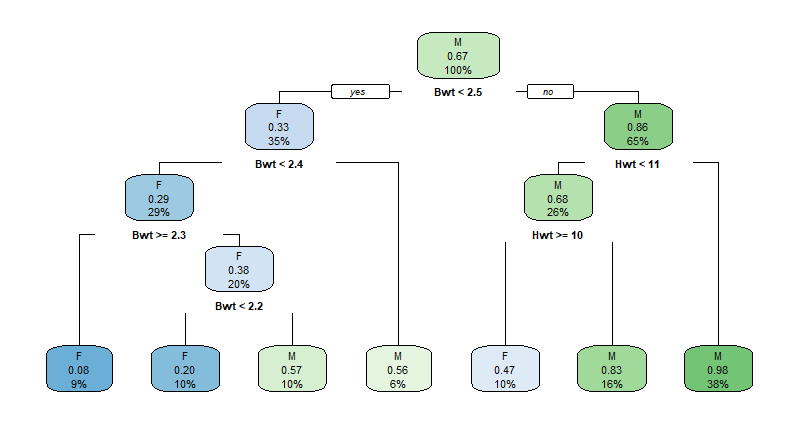 M
0.67
100%
yes
Bwt < 2.5
no
F
0.33
35%
M
0.86
65%
Bwt < 2.4
Hwt < 11
F
0.29
29%
M
0.68
26%
Bwt >= 2.3
Hwt >= 10
F
0.38
20%
Bwt < 2.2
F
0.08
9%
F
0.20
10%
M
0.57
10%
M
0.56
6%
F
0.47
10%
M
0.83
16%
M
0.98
38%